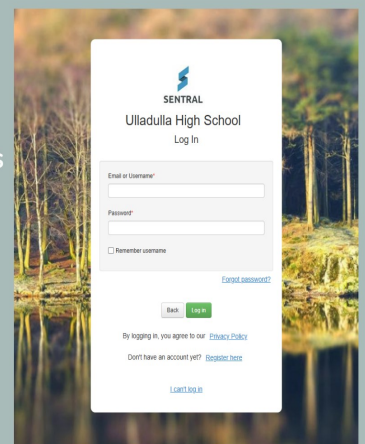 SENTRAL
Ulladulla High School
Log In
Email or Username*
Password*
Remember username
Forgot password?
Back Log in
By logging in, you agree to our Privacy Policy
Don't have an account yet? Register here
I can't log in